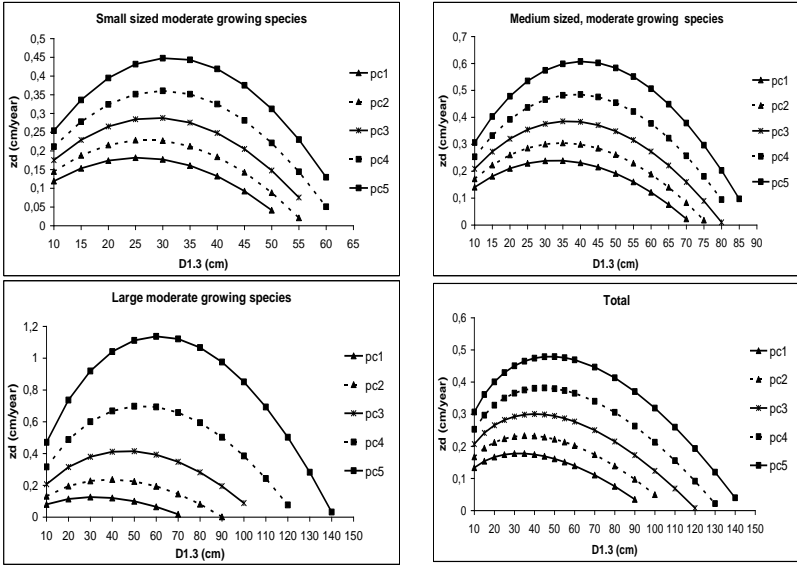 Small sized moderate growing species
0,5
0,45
0,4
0,35
0,3
0,25
0,2
0,15
0,1
0,05
0
zd (cm/year)
10 15 20 25 30 35 40 45 50 55 60 65
D1.3 (cm)
pc1
pc2
pc3
pc4
pc5
Medium sized, moderate growing species
0,7
0,6
0,5
0,4
0,3
0,2
0,1
0
zd (cm/year)
10 15 20 25 30 35 40 45 50 55 60 65 70 75 80 85 90
D1.3 (cm)
pc1
pc2
pc3
pc4
pc5
Large moderate growing species
1,2
1
0,8
0,6
0,4
0,2
0
zd (cm/year)
10 20 30 40 50 60 70 80 90 100 110 120 130 140 150
D1.3 (cm)
pc1
pc2
pc3
pc4
pc5
Total
0,6
0,5
0,4
0,3
0,2
0,1
0
zd (cm/year)
10 20 30 40 50 60 70 80 90 100 110 120 130 140 150
D1.3 (cm)
pc1
pc2
pc3
pc4
pc5